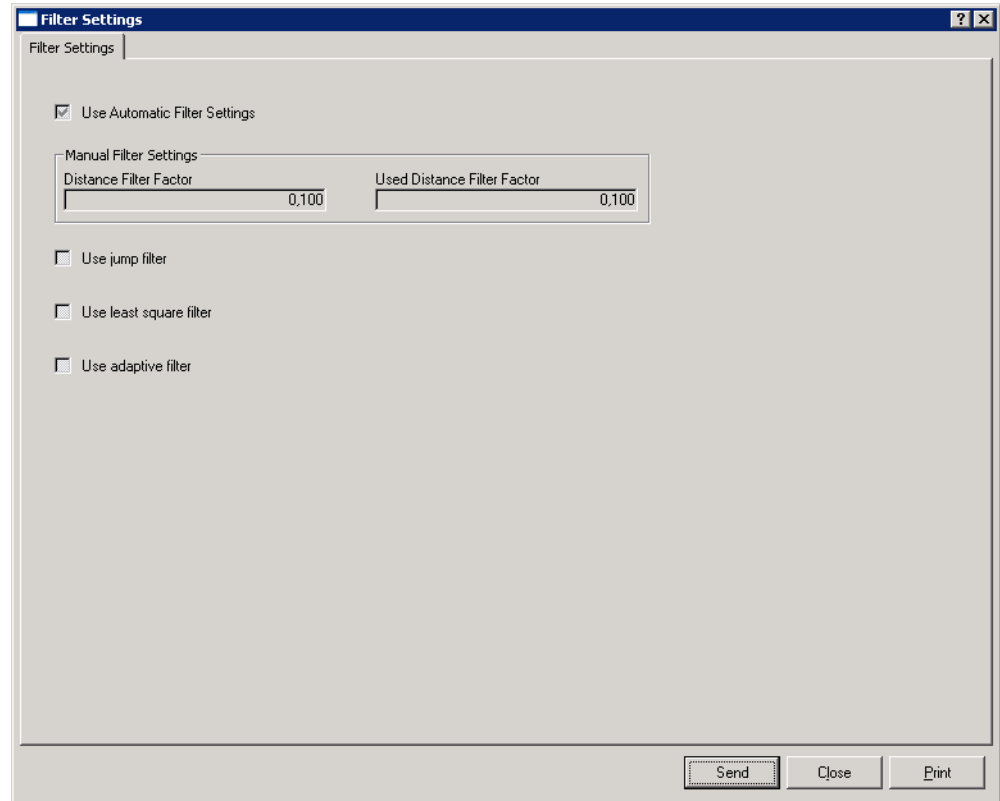 Filter Settings
Filter Settings
Use Automatic Filter Settings
Manual Filter Settings
Distance Filter Factor Used Distance Filter Factor
0,100 0,100
Use jump filter
Use least square filter
Use adaptive filter
Send Close Print